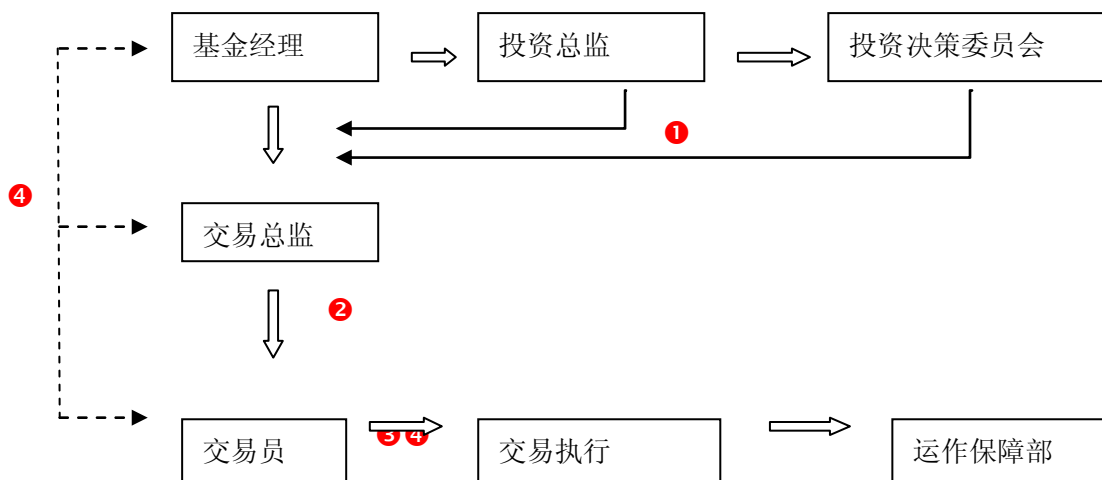 基金经理
投资总监
投资决策委员会
❶
❹
交易总监
❷
交易员
❸❹
交易执行
运作保障部